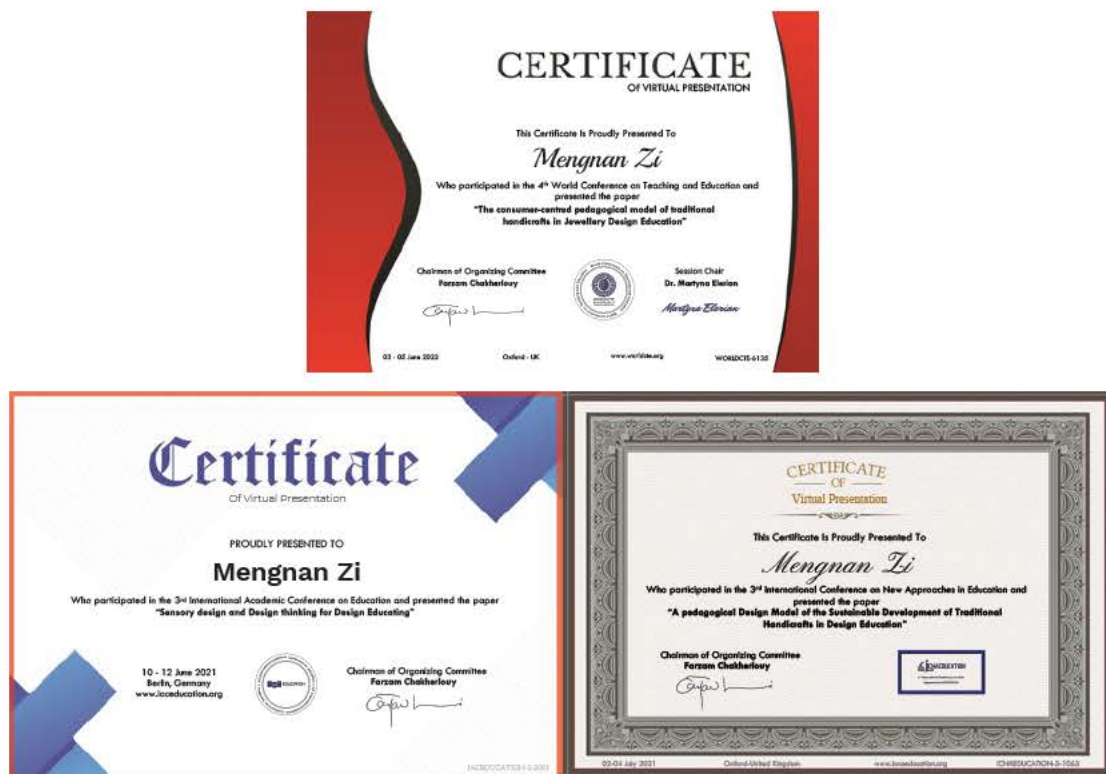 CERTIFICATE
OF VIRTUAL PRESENTATION
This Certificate Is Proudly Presented To
Mengnan Zi
Who participated in the 4th World Conference on Teaching and Education and
presented the paper
"The consumer-centred pedagogical model of traditional
handicrafts in Jewellery Design Education"
Chairman of Organizing Committee
Farzam Chakherlouy
Session Chair
Dr. Martyna Elerian
Martyna Elerian
03 - 05 June 2022
Oxford - UK
www.worldcte.org
WORLDCTE-6135
Certificate
Of Virtual Presentation
PROUDLY PRESENTED TO
Mengnan Zi
Who participated in the 3rd International Academic Conference on Education and presented the paper
"Sensory design and Design thinking for Design Educating"
10 - 12 June 2021
Berlin, Germany
www.iaceducation.org
EDUCATION
Chairman of Organizing Committee
Farzam Chakherlouy
CERTIFICATE
OF
Virtual Presentation
This Certificate Is Proudly Presented To
Mengnan Zi
Who participated in the 3rd International Conference on New Approaches in Education and
presented the paper
"A pedagogical Design Model of the Sustainable Development of Traditional
Handicrafts in Design Education"
Chairman of Organizing Committee
Farzam Chakherlouy
Oxford-United Kingdom